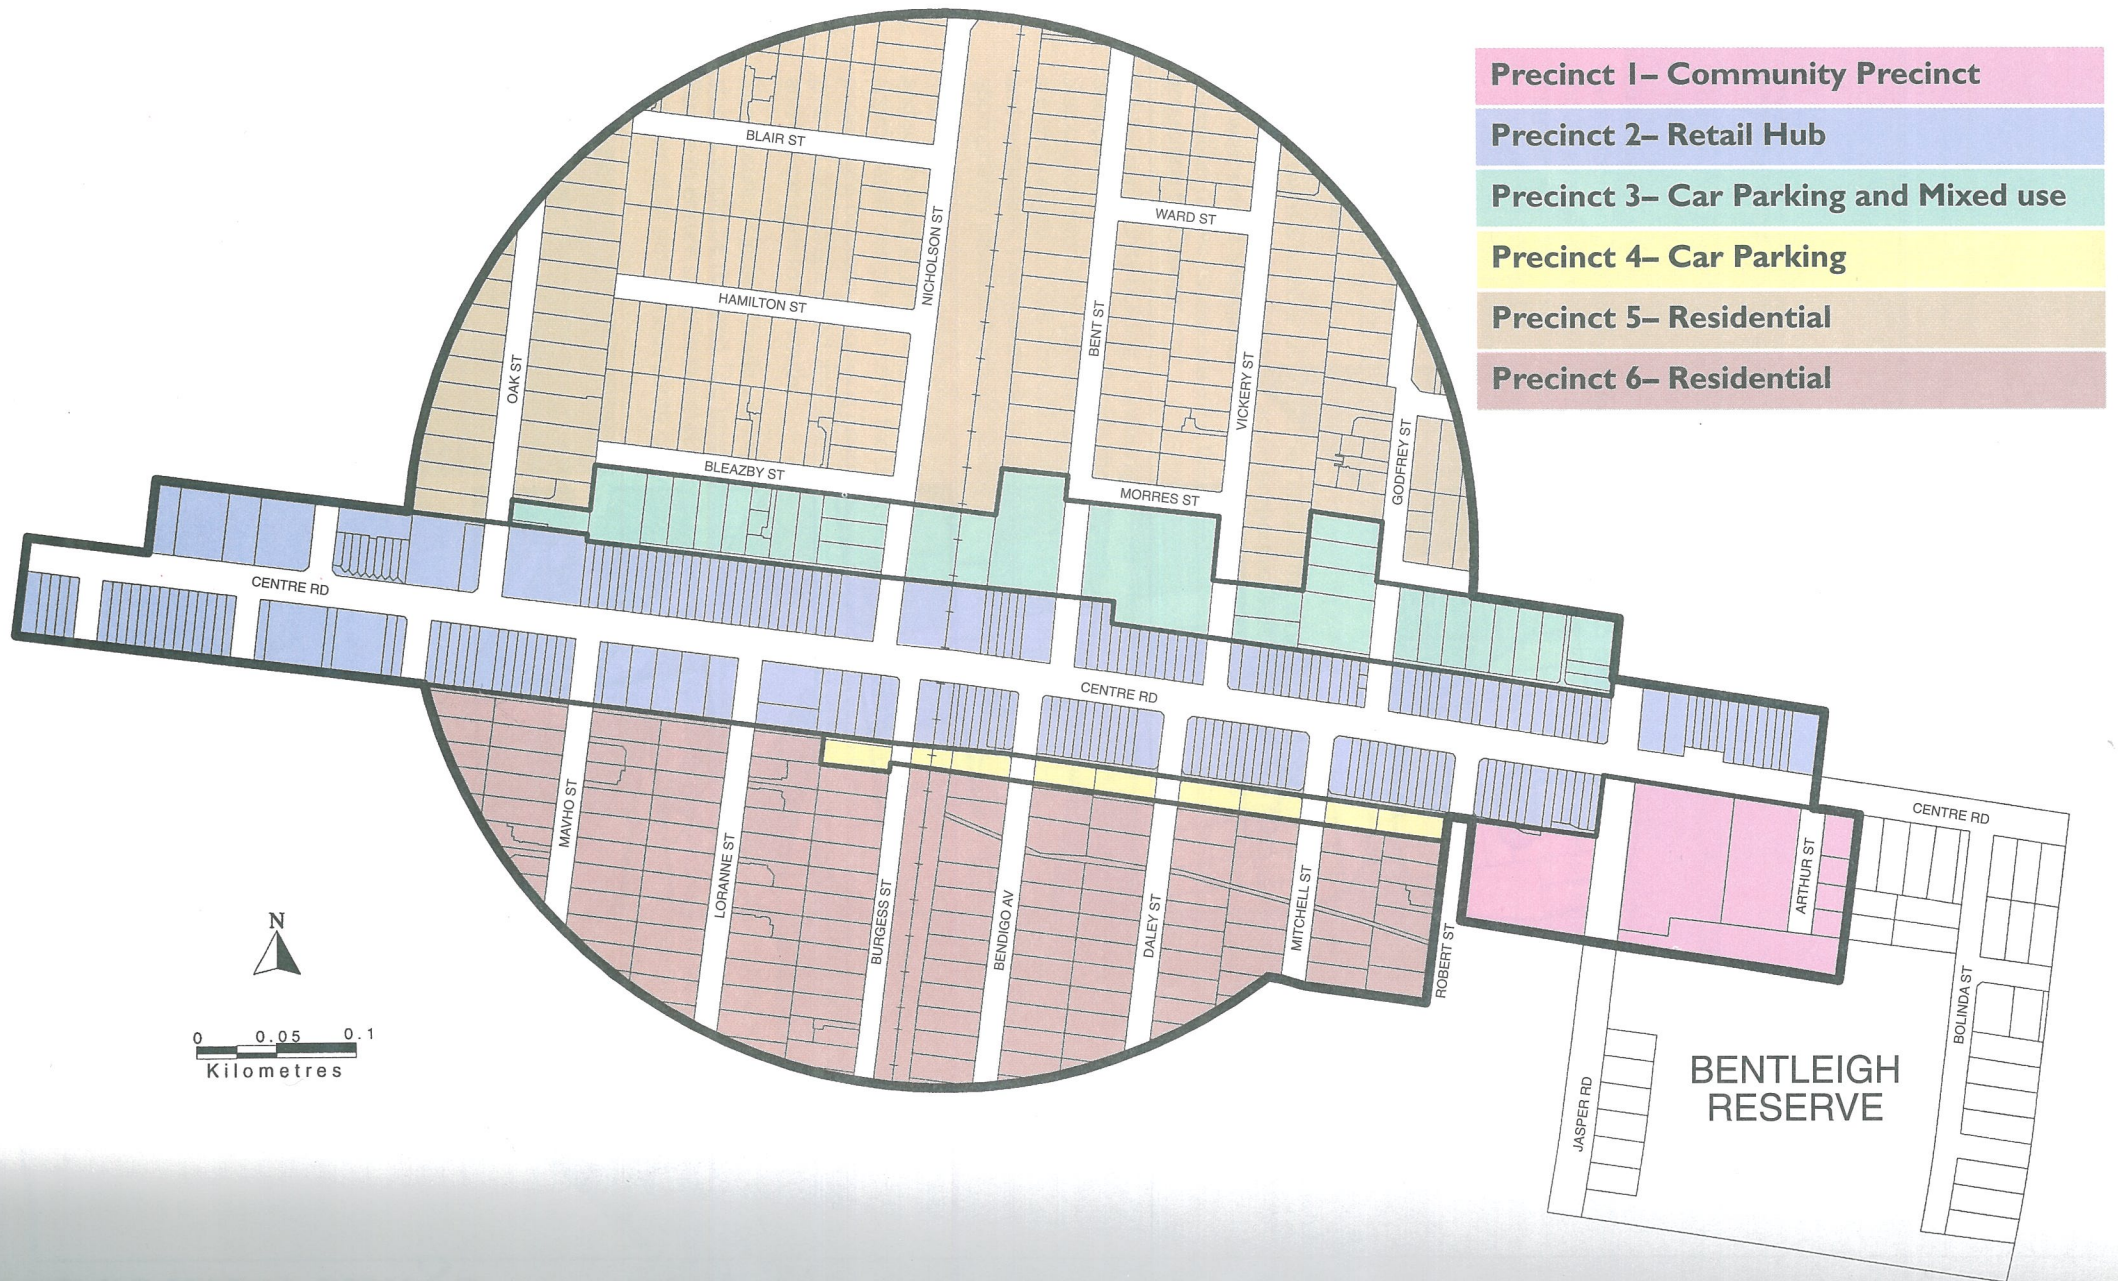 Precinct 1– Community Precinct
Precinct 2– Retail Hub
Precinct 3– Car Parking and Mixed use
Precinct 4– Car Parking
Precinct 5– Residential
Precinct 6– Residential
BLAIR ST
WARD ST
NICHOLSON ST
HAMILTON ST
BENT ST
OAK ST
VICKERY ST
GODFREY ST
BLEAZBY ST
MORRES ST
CENTRE RD
CENTRE RD
CENTRE RD
MAVHO ST
LORANNE ST
BURGESS ST
BENDIGO AV
DALEY ST
MITCHELL ST
ROBERT ST
ARTHUR ST
BOLINDA ST
JASPER RD
N
0 0.05 0.1
Kilometres
BENTLEIGH
RESERVE